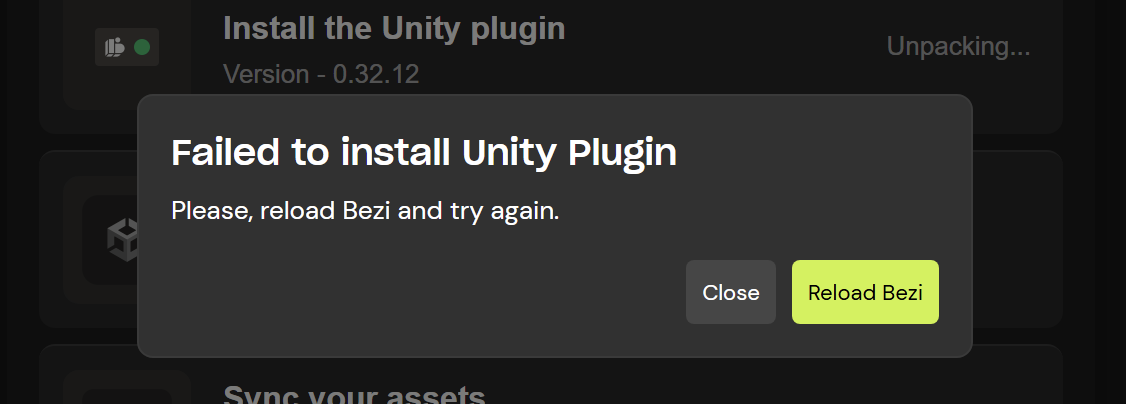 Install the Unity plugin
Unpacking...
Version - 0.32.12
Failed to install Unity Plugin
Please, reload Bezi and try again.
Close
Reload Bezi
Sync your assets